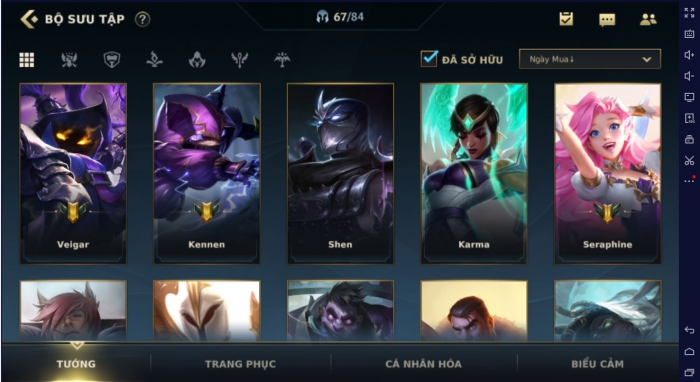 BỘ SƯU TẬP ?
67/84
ĐÃ SỞ HỮU
Ngày Mua↓
Veigar
Kennen
Shen
Karma
Seraphine
TƯỚNG
TRANG PHỤC
CÁ NHÂN HÓA
BIỂU CẢM